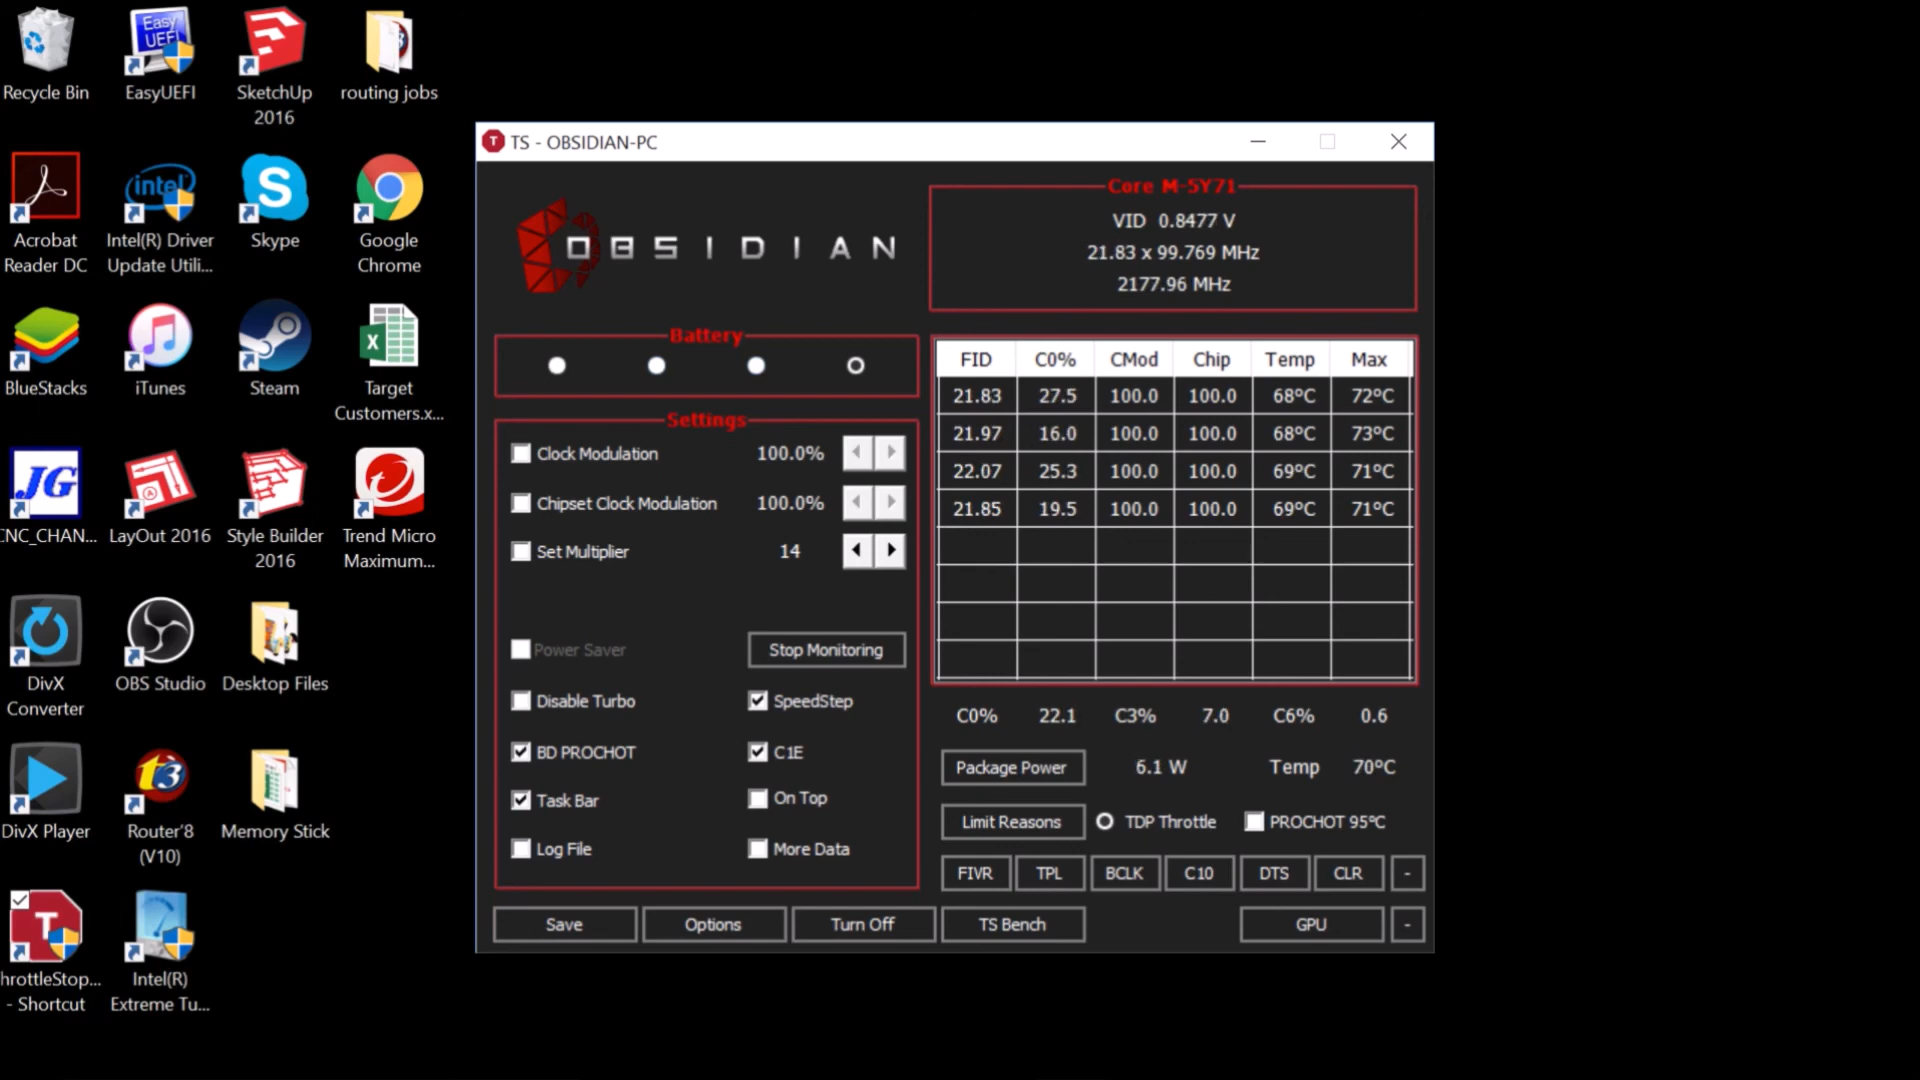 Recycle Bin
EasyUEFI
SketchUp
2016
routing jobs
Acrobat
Reader DC
Intel(R) Driver
Update Utili...
Skype
Google
Chrome
BlueStacks
iTunes
Steam
Target
Customers.x...
CNC_CHAN...
LayOut 2016
Style Builder
2016
Trend Micro
Maximum...
DivX
Converter
OBS Studio
Desktop Files
DivX Player
Router'8
(V10)
Memory Stick
ThrottleStop...
- Shortcut
Intel(R)
Extreme Tu...
Easy
UEFI
intel
S
X
JG
t3
T
TS - OBSIDIAN-PC
OBSIDIAN
Core M-5Y71
VID 0.8477 V
21.83 x 99.769 MHz
2177.96 MHz
Battery
Settings
Clock Modulation 100.0%
Chipset Clock Modulation 100.0%
Set Multiplier 14
Power Saver Stop Monitoring
Disable Turbo SpeedStep
BD PROCHOT C1E
Task Bar On Top
Log File More Data
FID C0% CMod Chip Temp Max
21.83 27.5 100.0 100.0 68°C 72°C
21.97 16.0 100.0 100.0 68°C 73°C
22.07 25.3 100.0 100.0 69°C 71°C
21.85 19.5 100.0 100.0 69°C 71°C
C0% 22.1 C3% 7.0 C6% 0.6
Package Power 6.1 W Temp 70°C
Limit Reasons TDP Throttle PROCHOT 95°C
FIVR TPL BCLK C10 DTS CLR -
Save Options Turn Off TS Bench GPU -